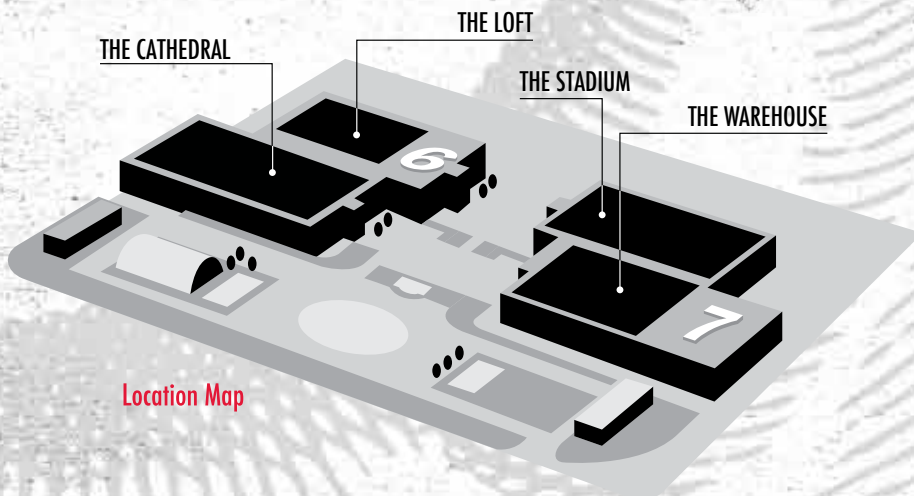 THE LOFT
THE CATHEDRAL
THE STADIUM
THE WAREHOUSE
6
7
Location Map